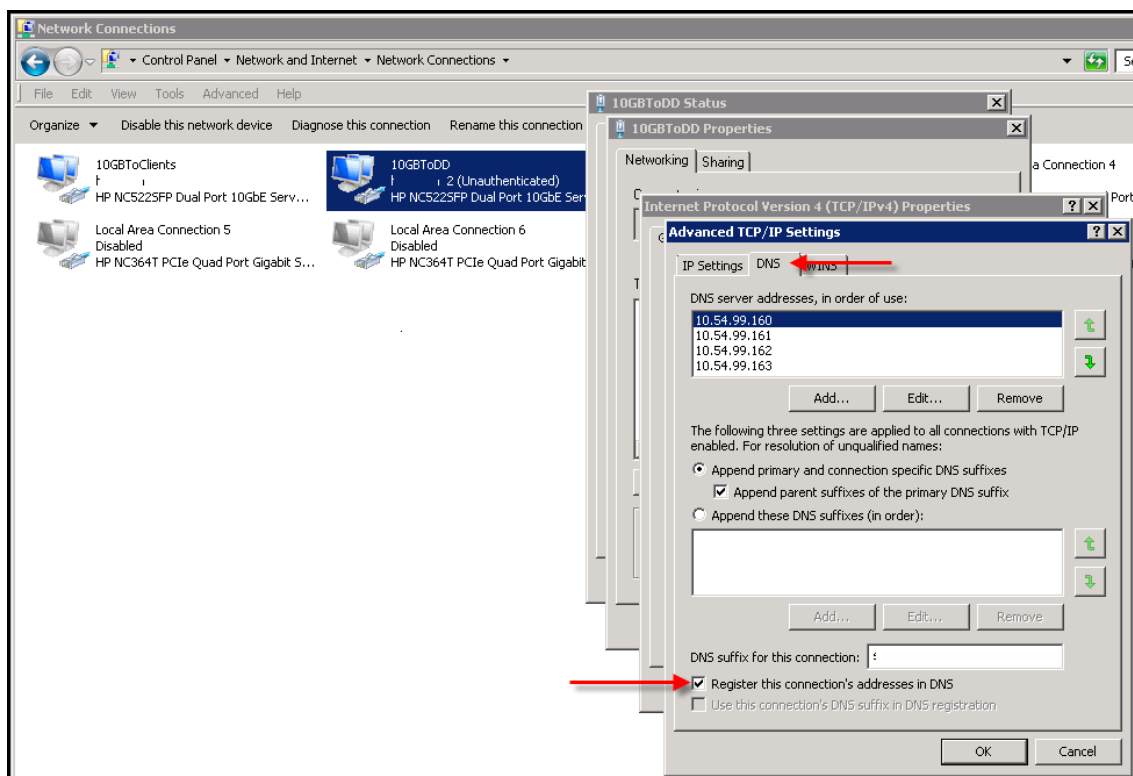 Network Connections
Control Panel Network and Internet Network Connections
File Edit View Tools Advanced Help
Organize Disable this network device Diagnose this connection Rename this connection
10GBToClients
HP NC522SFP Dual Port 10GbE Serv...
10GBToDD
2 (Unauthenticated)
HP NC522SFP Dual Port 10GbE Ser
Local Area Connection 5
Disabled
HP NC364T PCIe Quad Port Gigabit S...
Local Area Connection 6
Disabled
HP NC364T PCIe Quad Port Gigabit
a Connection 4
Port
10GBToDD Status
10GBToDD Properties
Networking Sharing
Internet Protocol Version 4 (TCP/IPv4) Properties
Advanced TCP/IP Settings
IP Settings DNS WINS
DNS server addresses, in order of use:
10.54.99.160
10.54.99.161
10.54.99.162
10.54.99.163
Add... Edit... Remove
The following three settings are applied to all connections with TCP/IP
enabled. For resolution of unqualified names:
Append primary and connection specific DNS suffixes
Append parent suffixes of the primary DNS suffix
Append these DNS suffixes (in order):
Add... Edit... Remove
DNS suffix for this connection:
Register this connection's addresses in DNS
Use this connection's DNS suffix in DNS registration
OK Cancel